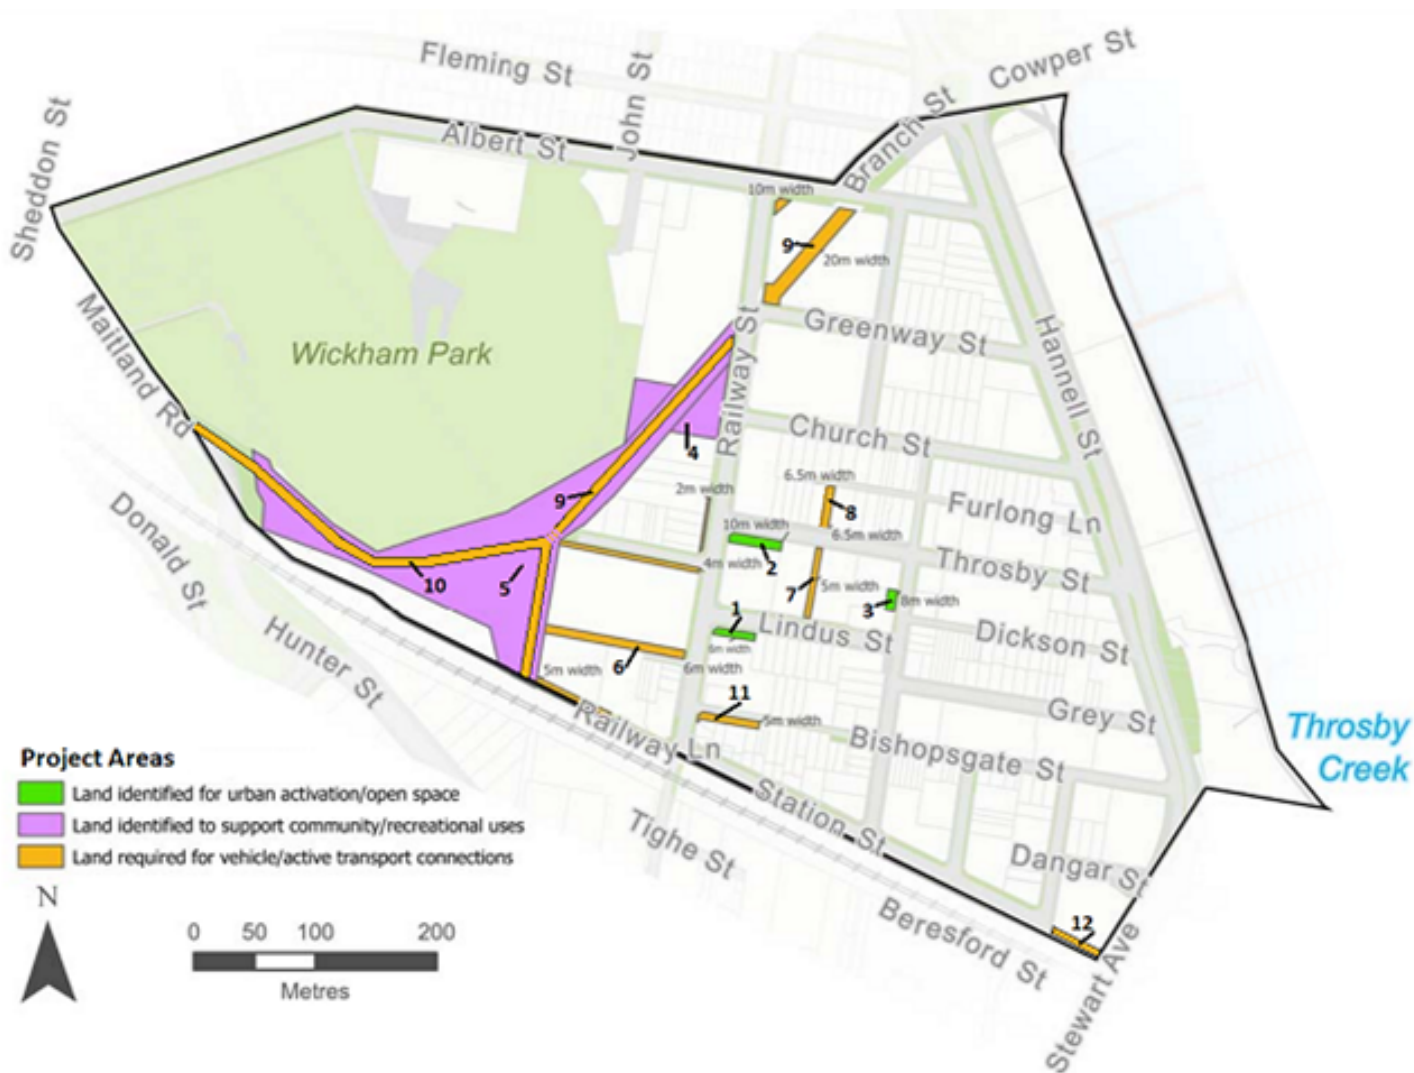 Cowper St
Fleming St
John St
Branch St
Sheddon St
Albert St
10m width
9
20m width
Maitland Rd
Wickham Park
Railway St
Greenway St
Hannell St
4
Church St
6.5m width
2m width
9
8
Furlong Ln
10m width
6.5m width
Donald St
2
4m width
Throsby St
10
5
7
5m width
3
8m width
1
Lindus St
6m width
Dickson St
Hunter St
5m width
6
6m width
11
5m width
Grey St
Railway Ln
Bishopsgate St
Throsby
Creek
Project Areas
Land identified for urban activation/open space
Land identified to support community/recreational uses
Land required for vehicle/active transport connections
Station St
Tighe St
Dangar St
N
12
Beresford St
Stewart Ave
0 50 100 200
Metres